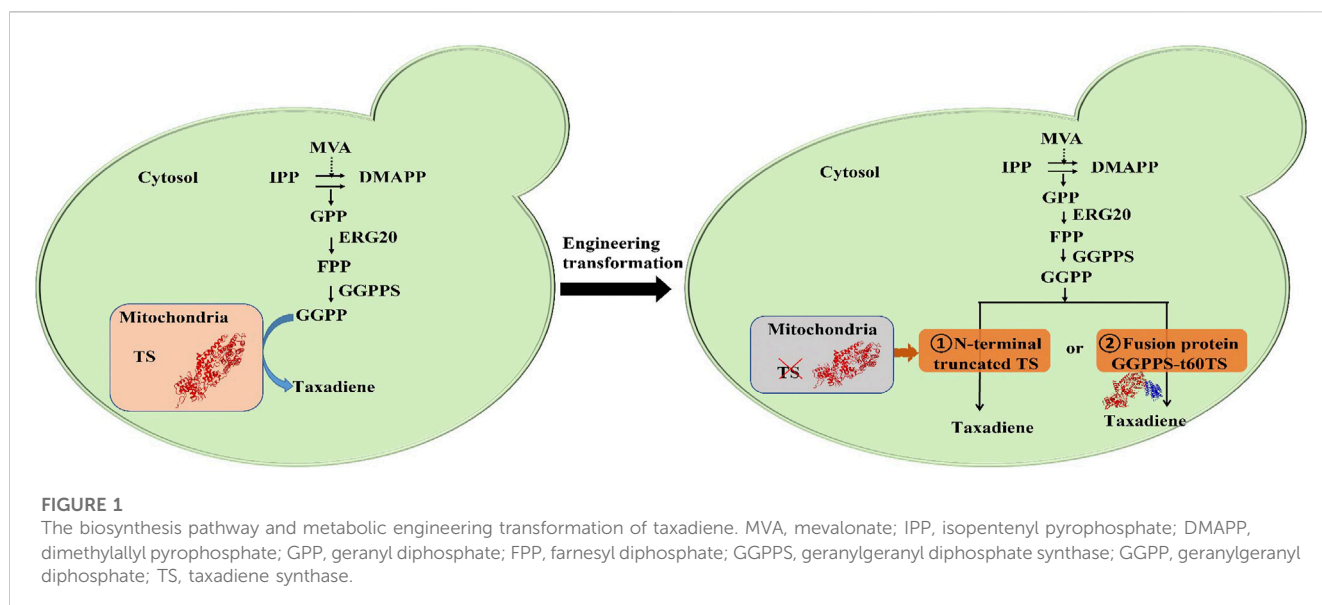 MVA
Cytosol
IPP
DMAPP
GPP
ERG20
FPP
GGPPS
GGPP
Mitochondria
TS
Taxadiene
Engineering
transformation
MVA
Cytosol
IPP
DMAPP
GPP
ERG20
FPP
GGPPS
GGPP
Mitochondria
TS
①N-terminal
truncated TS
or
②Fusion protein
GGPPS-t60TS
Taxadiene
Taxadiene
FIGURE 1
The biosynthesis pathway and metabolic engineering transformation of taxadiene. MVA, mevalonate; IPP, isopentenyl pyrophosphate; DMAPP,
dimethylallyl pyrophosphate; GPP, geranyl diphosphate; FPP, farnesyl diphosphate; GGPPS, geranylgeranyl diphosphate synthase; GGPP, geranylgeranyl
diphosphate; TS, taxadiene synthase.